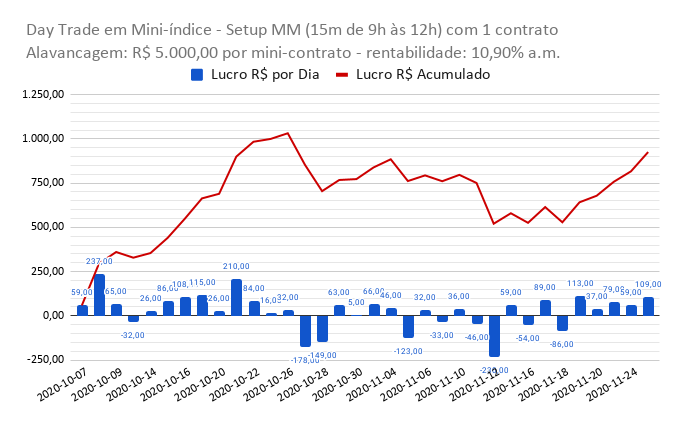 Day Trade em Mini-índice - Setup MM (15m de 9h às 12h) com 1 contrato
Alavancagem: R$ 5.000,00 por mini-contrato - rentabilidade: 10,90% a.m.
Lucro R$ por Dia Lucro R$ Acumulado
1.250,00
1.000,00
750,00
500,00
250,00
0,00
-250,00
59,00 237,00 65,00 -32,00 26,00 86,00 108, 115,00 26,00 210,00 84,00 16,00 32,00 -178,00 -149,00 63,00 5,00 66,00 46,00 -123,00 32,00 -33,00 36,00 -46,00 59,00 -54,00 89,00 -86,00 113,00 37,00 79,00 59,00 109,00
2020-10-07 2020-10-09 2020-10-14 2020-10-16 2020-10-20 2020-10-22 2020-10-26 2020-10-28 2020-10-30 2020-11-04 2020-11-06 2020-11-10 2020-11-12 2020-11-16 2020-11-18 2020-11-20 2020-11-24